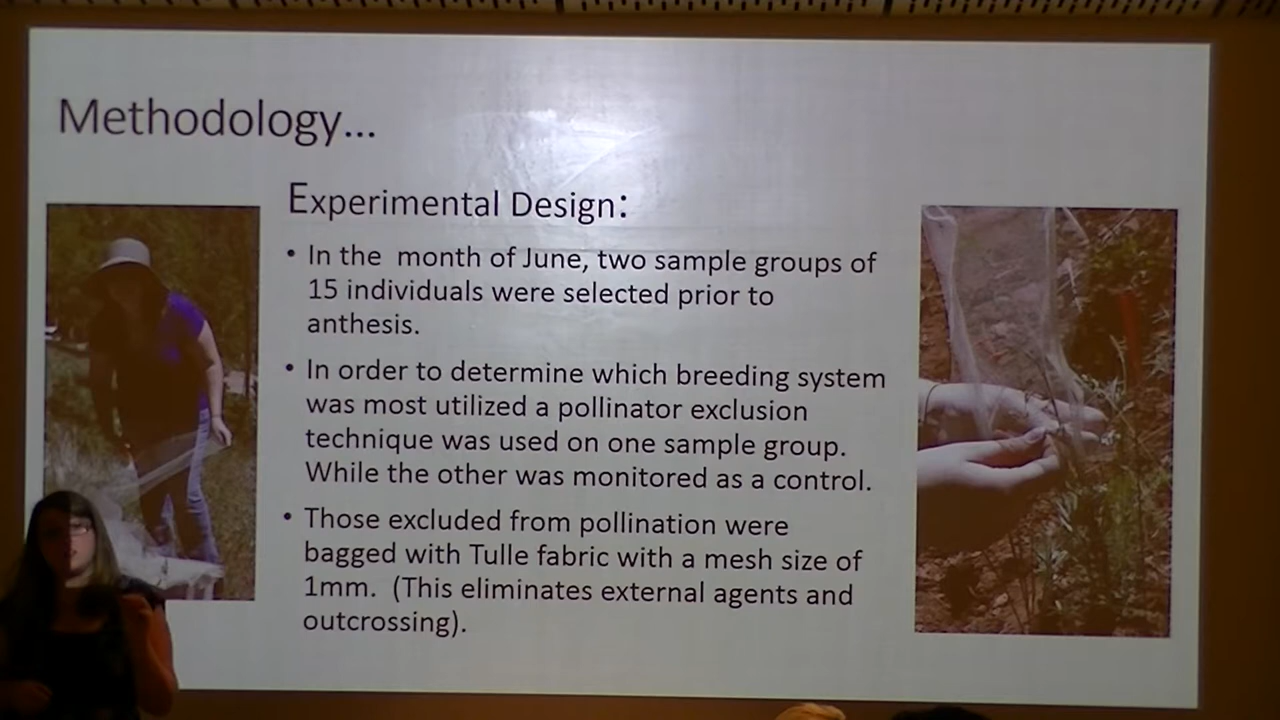 Methodology...
Experimental Design:
• In the month of June, two sample groups of
15 individuals were selected prior to
anthesis.
• In order to determine which breeding system
was most utilized a pollinator exclusion
technique was used on one sample group.
While the other was monitored as a control.
• Those excluded from pollination were
bagged with Tulle fabric with a mesh size of
1mm. (This eliminates external agents and
outcrossing).